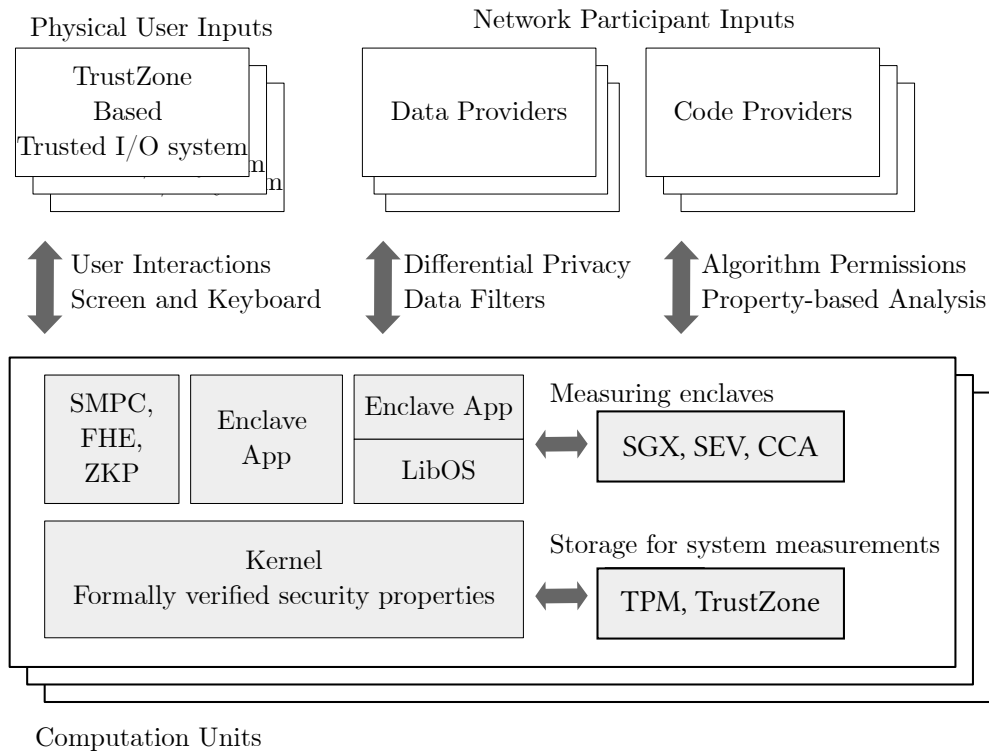 Physical User Inputs
Network Participant Inputs
TrustZone
Based
Trusted I/O system
Data Providers
Code Providers
User Interactions
Screen and Keyboard
Differential Privacy
Data Filters
Algorithm Permissions
Property-based Analysis
SMPC,
FHE,
ZKP
Enclave
App
Enclave App
LibOS
Measuring enclaves
SGX, SEV, CCA
Kernel
Formally verified security properties
Storage for system measurements
TPM, TrustZone
Computation Units